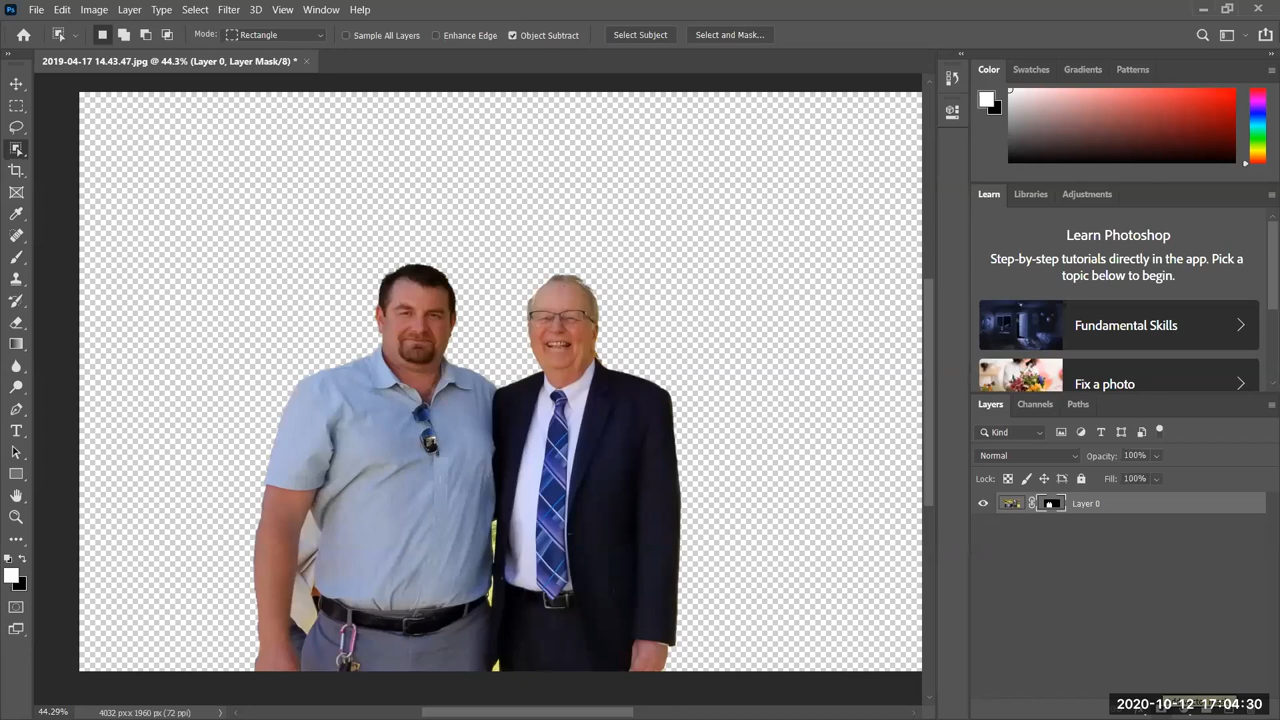 Ps File Edit Image Layer Type Select Filter 3D View Window Help
Mode: Rectangle Sample All Layers Enhance Edge Object Subtract Select Subject Select and Mask...
2019-04-17 14.43.47.jpg @ 44.3% (Layer 0, Layer Mask/8) * ×
Color Swatches Gradients Patterns
Learn Libraries Adjustments
Learn Photoshop
Step-by-step tutorials directly in the app. Pick a
topic below to begin.
Fundamental Skills
Fix a photo
Layers Channels Paths
Kind
Normal Opacity: 100%
Lock: Fill: 100%
Layer 0
44.29% 4032 px x 1960 px (72 ppi)
2020-10-12 17:04:30